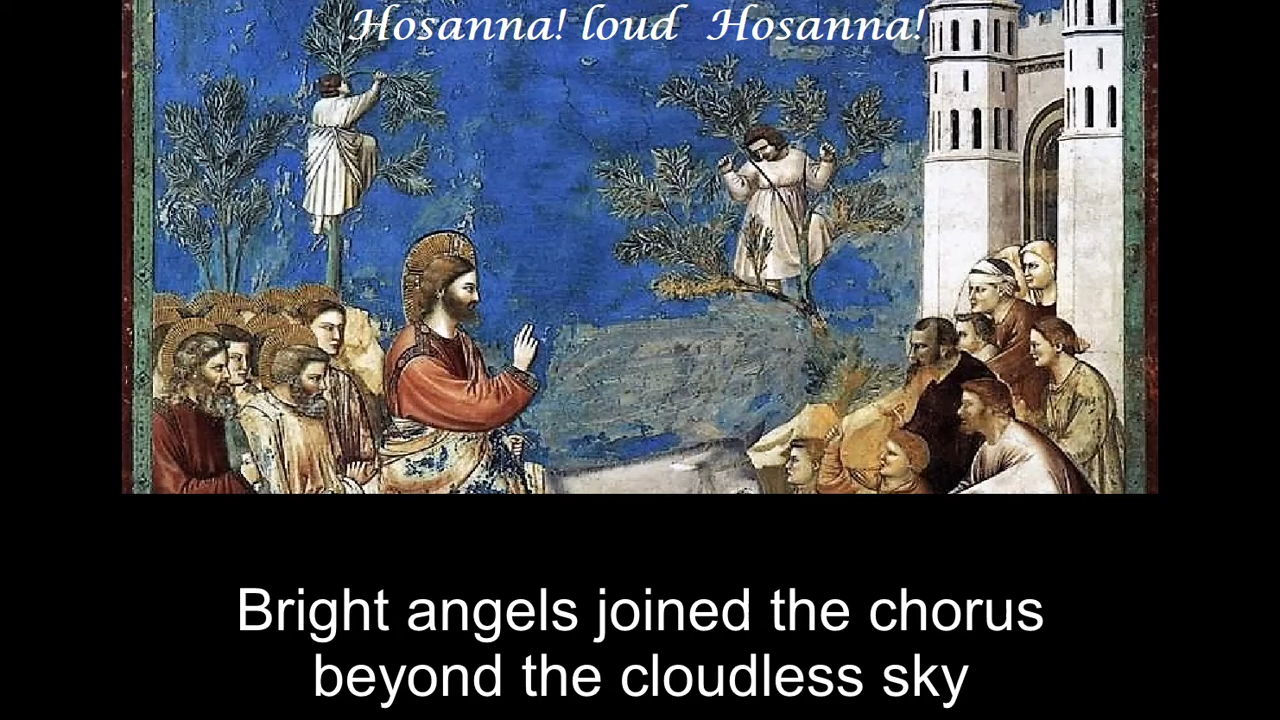 Hosanna! loud Hosanna!
Bright angels joined the chorus
beyond the cloudless sky